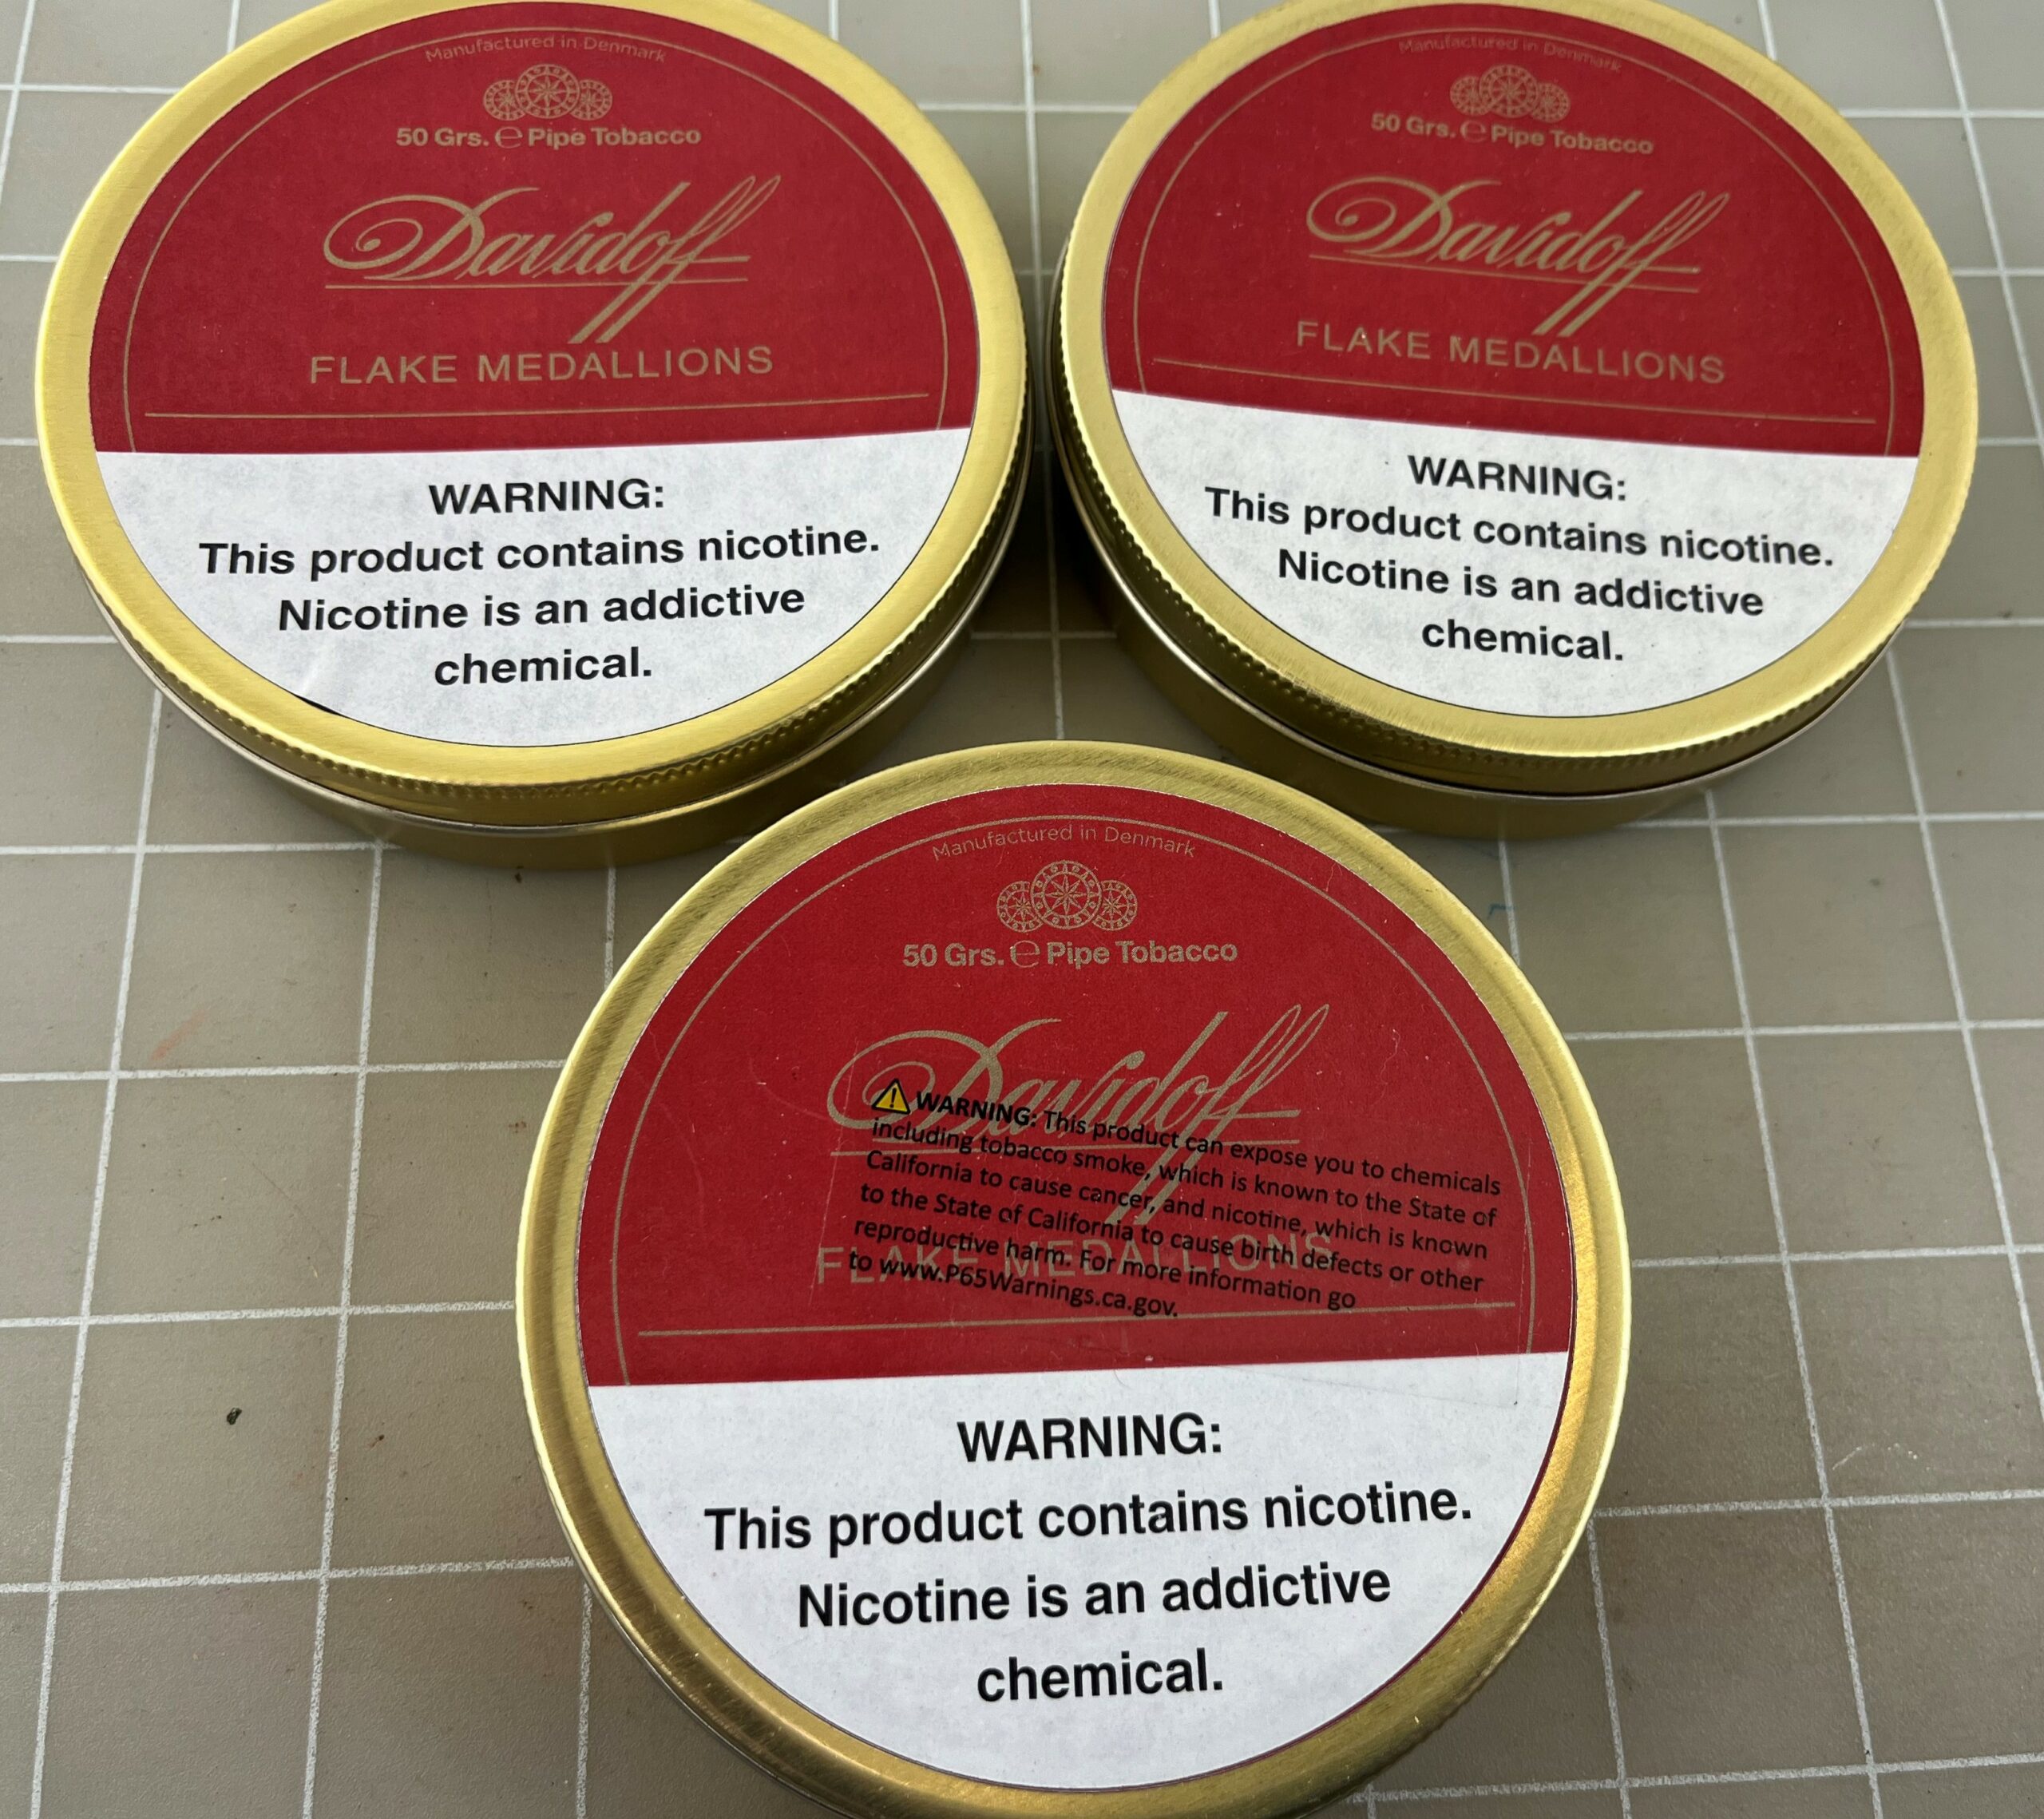 Manufactured in Denmark
50 Grs. ℮ Pipe Tobacco
Davidoff
FLAKE MEDALLIONS
WARNING:
This product contains nicotine.
Nicotine is an addictive
chemical.
Manufactured in Denmark
50 Grs. ℮ Pipe Tobacco
Davidoff
FLAKE MEDALLIONS
WARNING:
This product contains nicotine.
Nicotine is an addictive
chemical.
Manufactured in Denmark
50 Grs. ℮ Pipe Tobacco
Davidoff
WARNING: This product can expose you to chemicals
including tobacco smoke, which is known to the State of
California to cause cancer, and nicotine, which is known
to the State of California to cause birth defects or other
reproductive harm. For more information go
to www.P65Warnings.ca.gov.
FLAKE MEDALLIONS
WARNING:
This product contains nicotine.
Nicotine is an addictive
chemical.